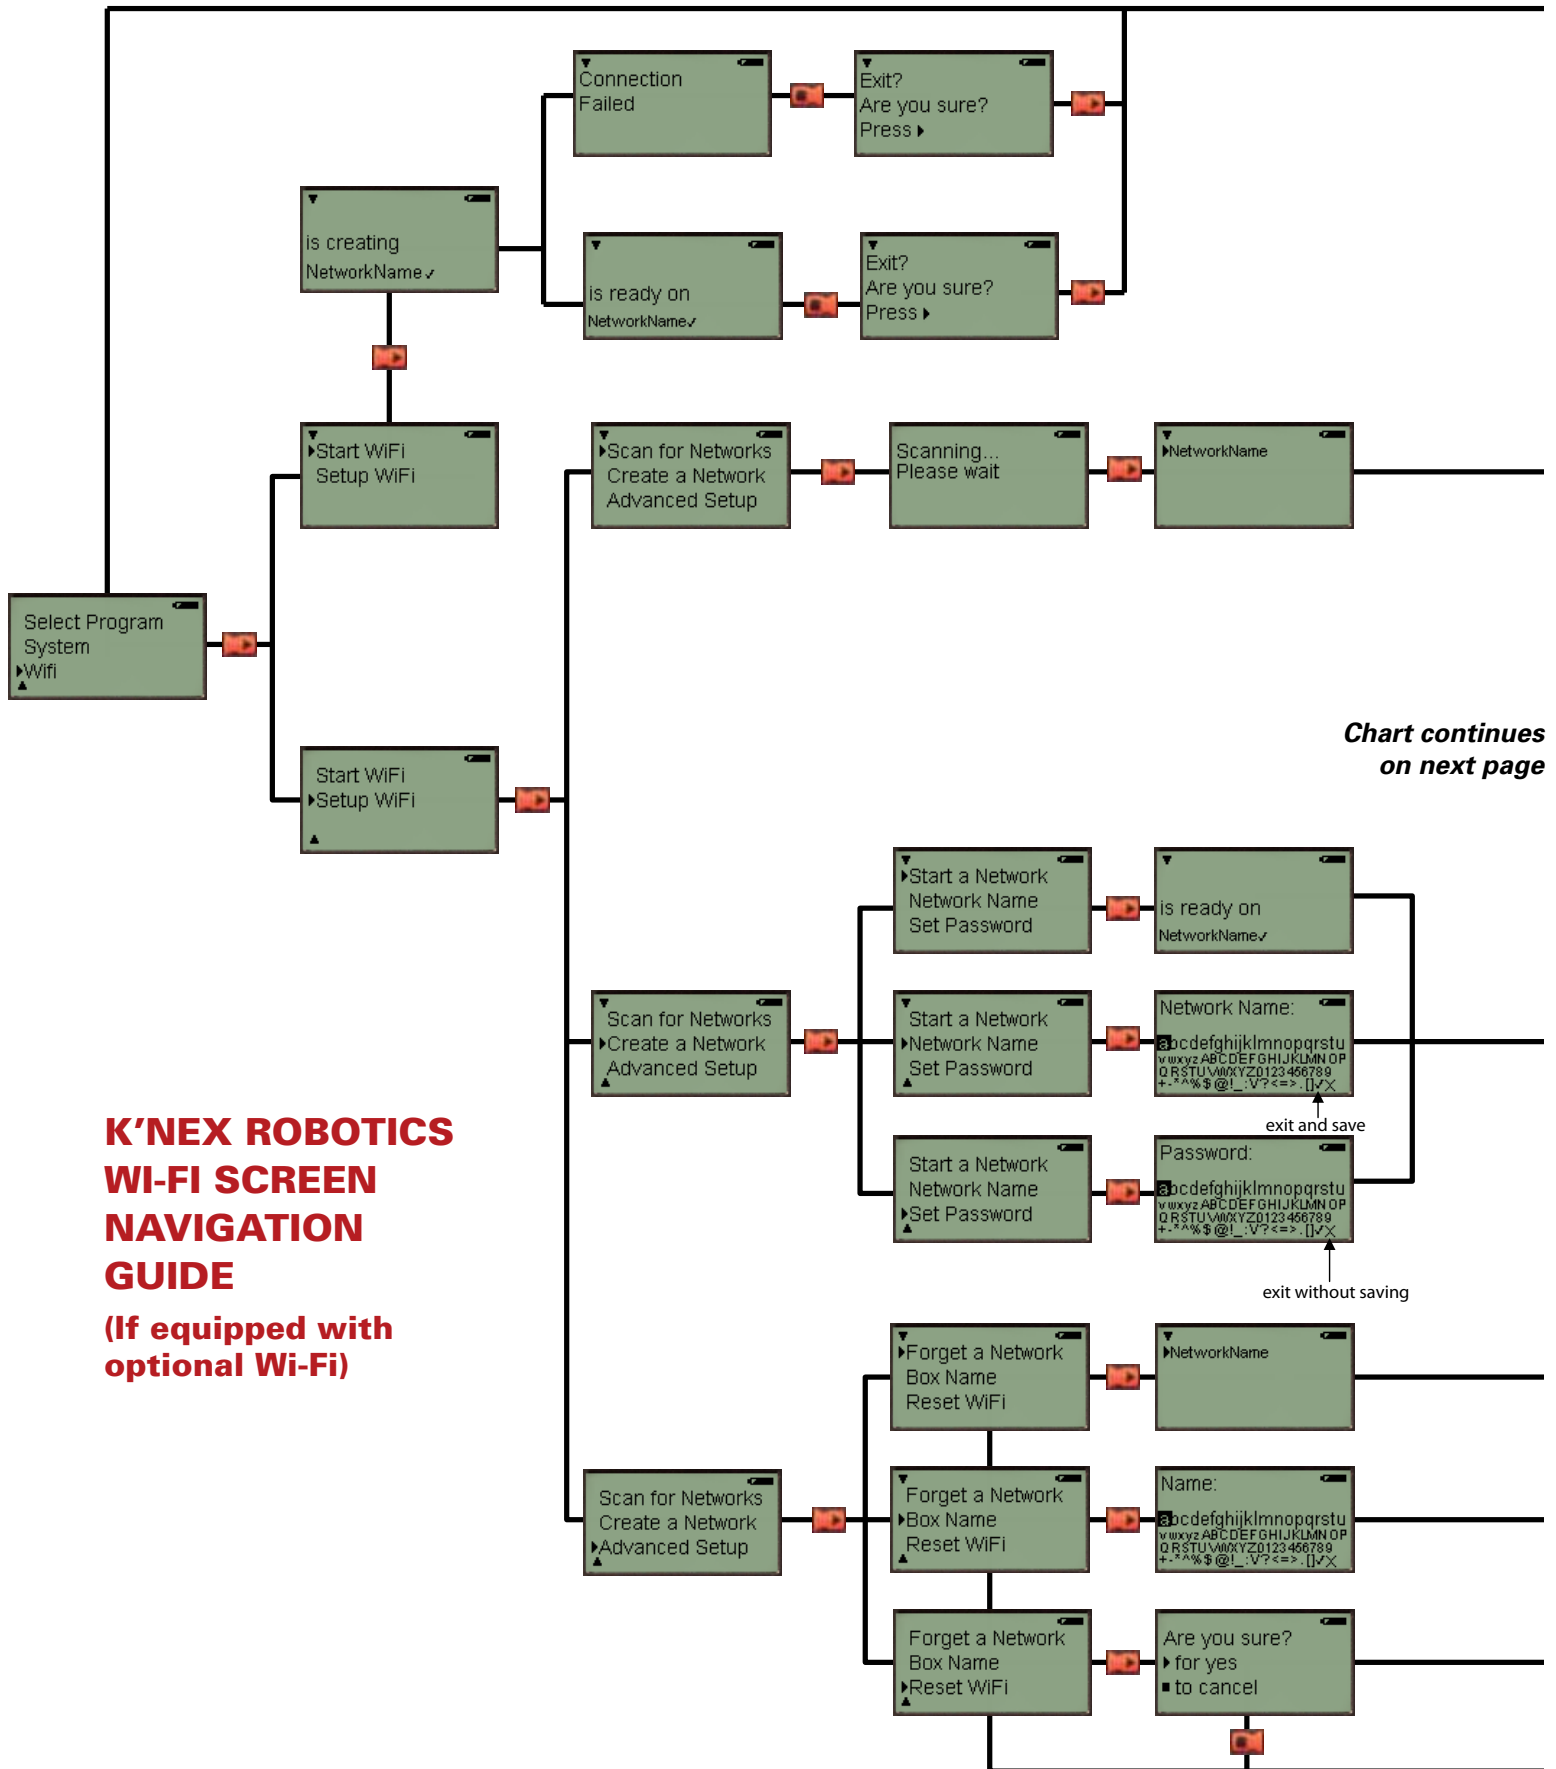 Connection
Failed
Exit?
Are you sure?
Press
is creating
NetworkName✓
is ready on
NetworkName✓
Exit?
Are you sure?
Press
Start WiFi
Setup WiFi
Scan for Networks
Create a Network
Advanced Setup
Scanning...
Please wait
NetworkName
Select Program
System
Wifi
Start WiFi
Setup WiFi
Chart continues
on next page
Start a Network
Network Name
Set Password
is ready on
NetworkName✓
Scan for Networks
Create a Network
Advanced Setup
Start a Network
Network Name
Set Password
Network Name:
abcdefghijklmnopqrstu
vwxyzABCDEFGHIJKLMNOP
QRSTUVWXYZ0123456789
+-*^%$@!_:V?<=>.[]✓X
exit and save
Start a Network
Network Name
Set Password
Password:
abcdefghijklmnopqrstu
vwxyzABCDEFGHIJKLMNOP
QRSTUVWXYZ0123456789
+-*^%$@!_:V?<=>.[]✓X
exit without saving
K'NEX ROBOTICS
WI-FI SCREEN
NAVIGATION
GUIDE
(If equipped with
optional Wi-Fi)
Forget a Network
Box Name
Reset WiFi
NetworkName
Scan for Networks
Create a Network
Advanced Setup
Forget a Network
Box Name
Reset WiFi
Name:
abcdefghijklmnopqrstu
vwxyzABCDEFGHIJKLMNOP
QRSTUVWXYZ0123456789
+-*^%$@!_:V?<=>.[]✓X
Forget a Network
Box Name
Reset WiFi
Are you sure?
for yes
to cancel